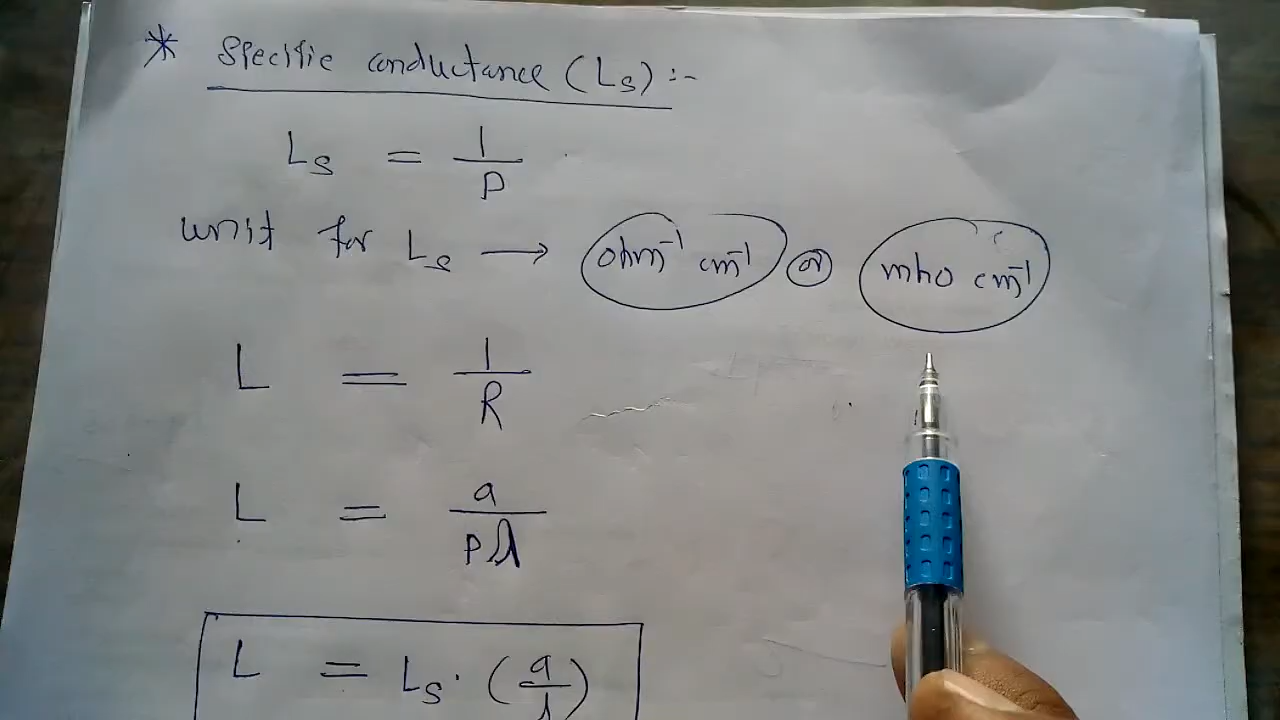 * Specific conductance (Ls) :-
Ls = 1/ρ
unit for Ls → ohm⁻¹ cm⁻¹ or mho cm⁻¹
L = 1/R
L = a/ρl
L = Ls · (a/l)